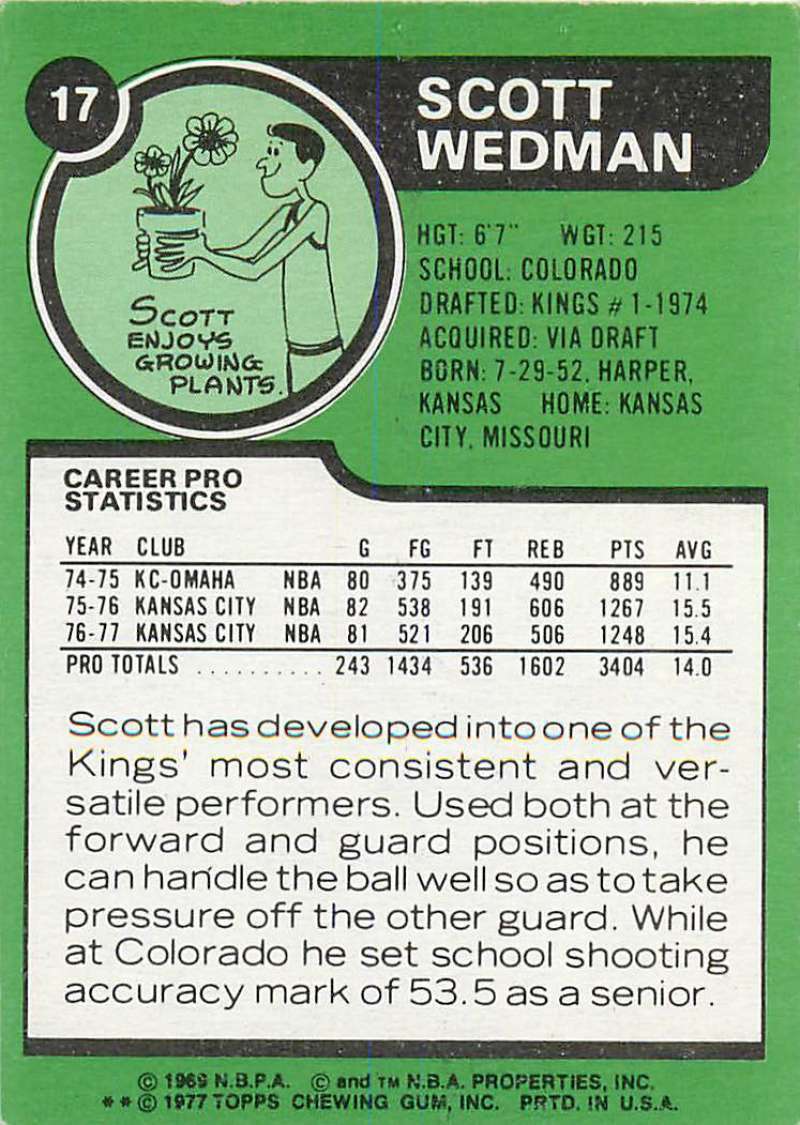 17
SCOTT
WEDMAN
HGT: 6'7" WGT: 215
SCHOOL: COLORADO
DRAFTED: KINGS # 1-1974
ACQUIRED: VIA DRAFT
BORN: 7-29-52, HARPER,
KANSAS HOME: KANSAS
CITY, MISSOURI
SCOTT
ENJOYS
GROWING
PLANTS.
CAREER PRO
STATISTICS
YEAR CLUB G FG FT REB PTS AVG
74-75 KC-OMAHA NBA 80 375 139 490 889 11.1
75-76 KANSAS CITY NBA 82 538 191 606 1267 15.5
76-77 KANSAS CITY NBA 81 521 206 506 1248 15.4
PRO TOTALS .......... 243 1434 536 1602 3404 14.0
Scott has developed into one of the
Kings' most consistent and ver-
satile performers. Used both at the
forward and guard positions, he
can handle the ball well so as to take
pressure off the other guard. While
at Colorado he set school shooting
accuracy mark of 53.5 as a senior.
© 1969 N.B.P.A. © and TM N.B.A. PROPERTIES, INC.
**© 1977 TOPPS CHEWING GUM, INC. PRTD. IN U.S.A.